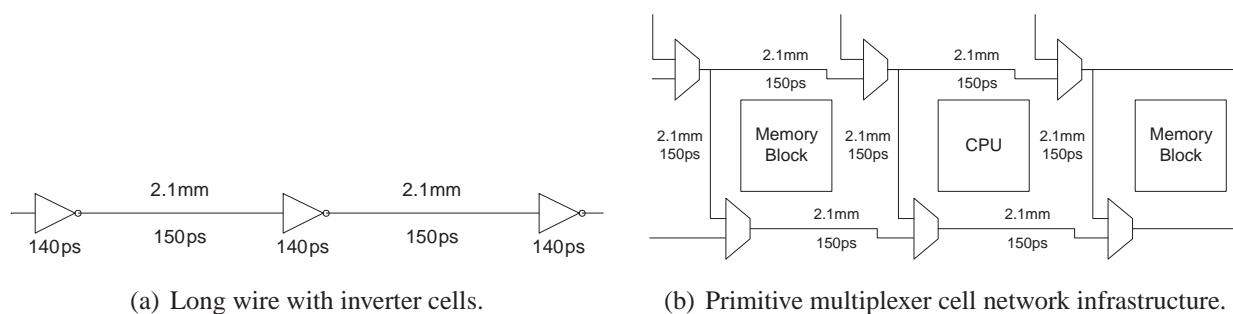 2.1mm
2.1mm
140ps
150ps
140ps
150ps
140ps
(a) Long wire with inverter cells.
2.1mm
2.1mm
150ps
150ps
2.1mm
150ps
Memory
Block
2.1mm
150ps
CPU
2.1mm
150ps
Memory
Block
2.1mm
2.1mm
150ps
150ps
(b) Primitive multiplexer cell network infrastructure.